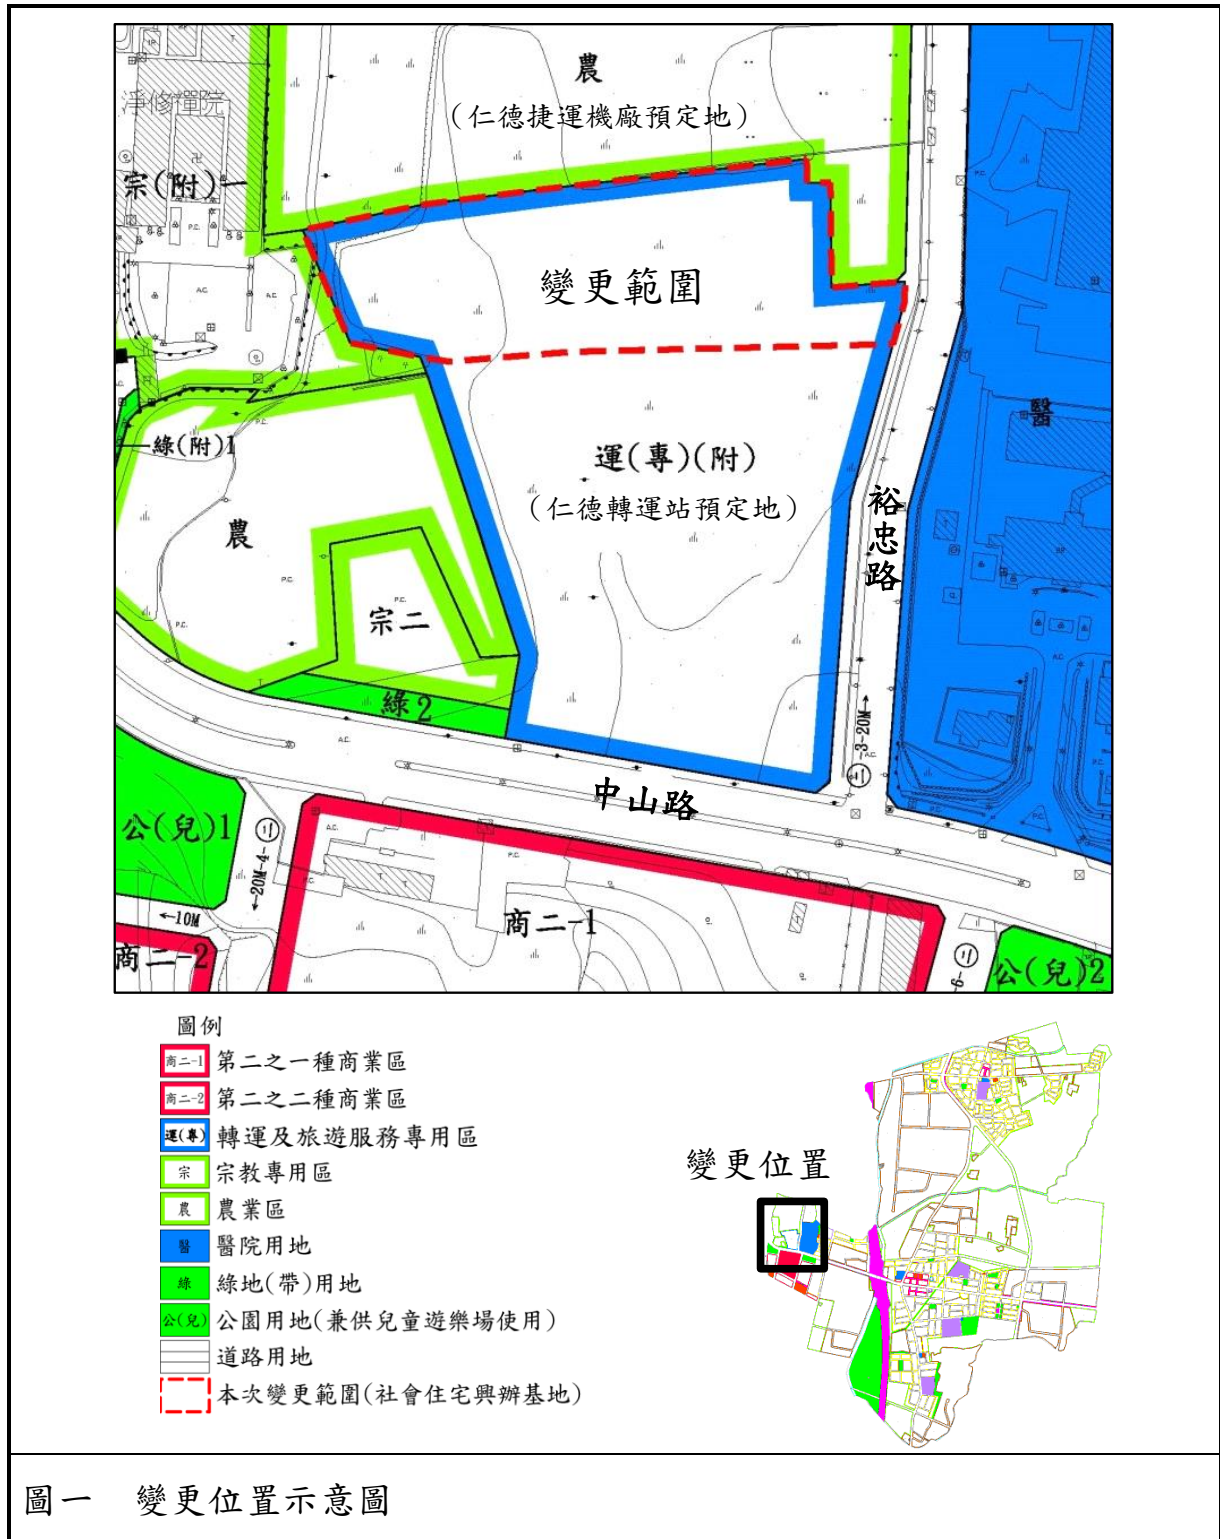 農
(仁德捷運機廠預定地)
淨修禪院
宗(附)一
變更範圍
醫
綠(附)1
運(專)(附)
(仁德轉運站預定地)
裕忠路
農
宗二
綠2
3-20M
中山路
公(兒)1
20M-4
10M
商二-1
商二-2
6
公(兒)2
圖例
商二-1 第二之一種商業區
商二-2 第二之二種商業區
運(專) 轉運及旅遊服務專用區
宗 宗教專用區
農 農業區
醫 醫院用地
綠 綠地(帶)用地
公(兒) 公園用地(兼供兒童遊樂場使用)
道路用地
本次變更範圍(社會住宅興辦基地)
變更位置
圖一 變更位置示意圖